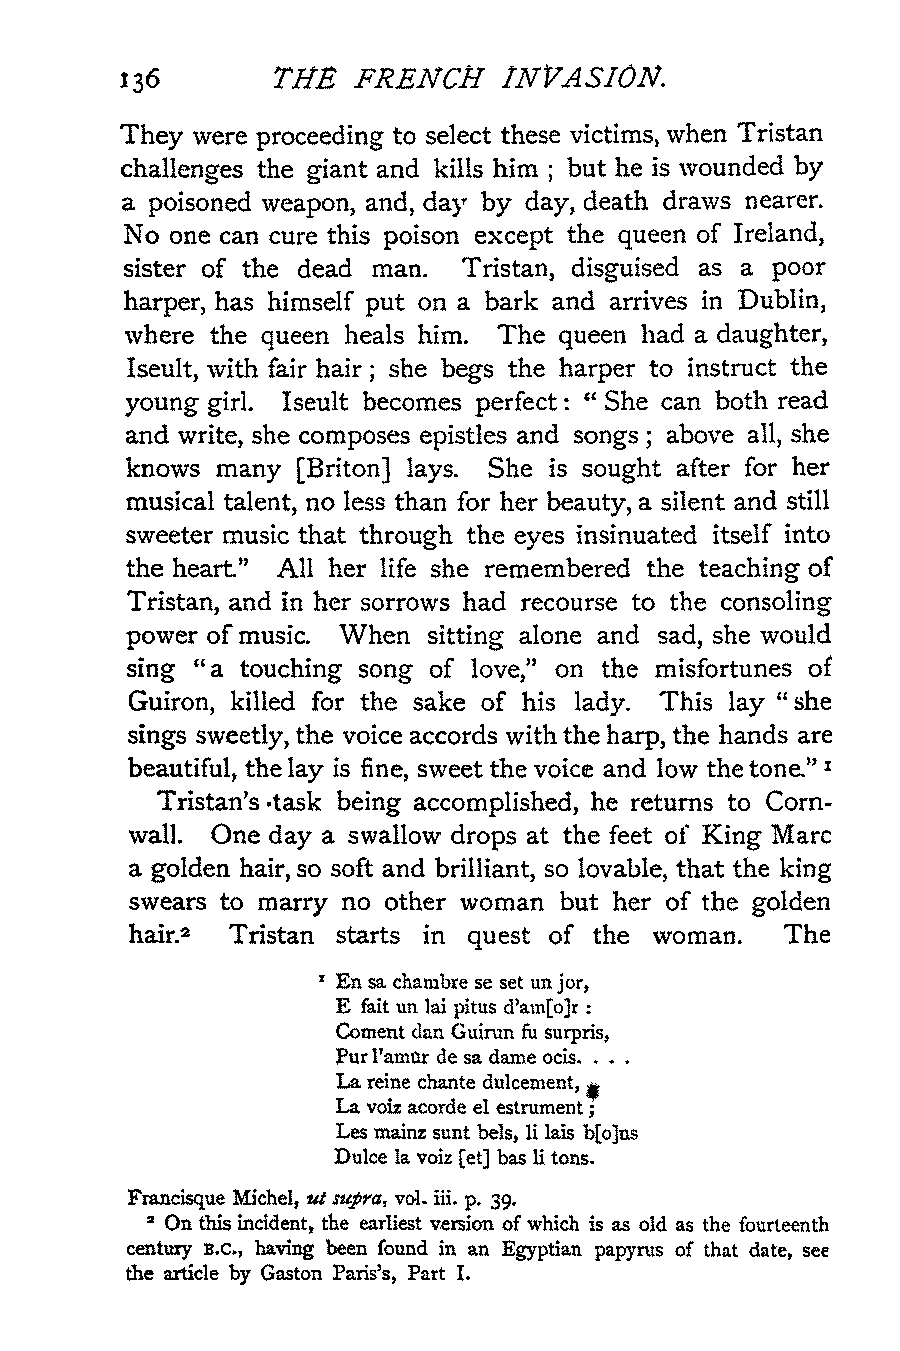 136 THE FRENCH INVASION.
They were proceeding to select these victims, when Tristan
challenges the giant and kills him ; but he is wounded by
a poisoned weapon, and, day by day, death draws nearer.
No one can cure this poison except the queen of Ireland,
sister of the dead man. Tristan, disguised as a poor
harper, has himself put on a bark and arrives in Dublin,
where the queen heals him. The queen had a daughter,
Iseult, with fair hair ; she begs the harper to instruct the
young girl. Iseult becomes perfect : “ She can both read
and write, she composes epistles and songs ; above all, she
knows many [Briton] lays. She is sought after for her
musical talent, no less than for her beauty, a silent and still
sweeter music that through the eyes insinuated itself into
the heart.” All her life she remembered the teaching of
Tristan, and in her sorrows had recourse to the consoling
power of music. When sitting alone and sad, she would
sing “ a touching song of love,” on the misfortunes of
Guiron, killed for the sake of his lady. This lay “ she
sings sweetly, the voice accords with the harp, the hands are
beautiful, the lay is fine, sweet the voice and low the tone.” ¹
Tristan's task being accomplished, he returns to Corn-
wall. One day a swallow drops at the feet of King Marc
a golden hair, so soft and brilliant, so lovable, that the king
swears to marry no other woman but her of the golden
hair.² Tristan starts in quest of the woman. The
¹ En sa chambre se set un jor,
E fait un lai pitus d'am[o]r :
Coment dan Guirun fu surpris,
Pur l'amur de sa dame ocis. . . .
La reine chante dulcement,
La voiz acorde el estrument ;
Les mainz sunt bels, li lais b[o]ns
Dulce la voiz [et] bas li tons.
Francisque Michel, ut supra, vol. iii. p. 39.
² On this incident, the earliest version of which is as old as the fourteenth
century B.C., having been found in an Egyptian papyrus of that date, see
the article by Gaston Paris's, Part I.